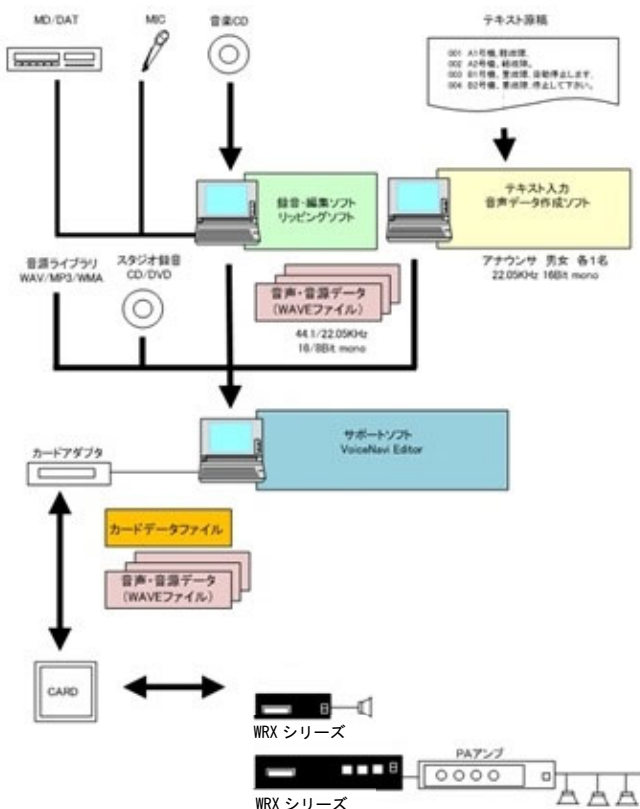 MD/DAT
MIC
音楽CD
テキスト原稿
001 A1号機、軽故障.
002 A2号機、軽故障。
003 B1号機、重故障、自動停止します.
004 B2号機、重故障、停止して下さい。
録音・編集ソフト
リッピングソフト
テキスト入力
音声データ作成ソフト
アナウンサ 男女 各1名
22.05KHz 16Bit mono
音源ライブラリ
WAV/MP3/WMA
スタジオ録音
CD/DVD
音声・音源データ
(WAVEファイル)
44.1/22.05KHz
16/8Bit mono
サポートソフト
VoiceNavi Editor
カードアダプタ
カードデータファイル
音声・音源データ
(WAVEファイル)
CARD
WRX シリーズ
PAアンプ
WRX シリーズ